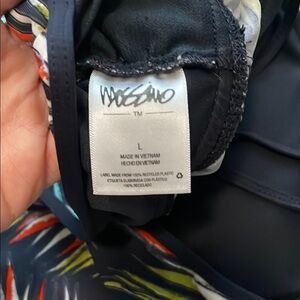 mossimo
TM
L
MADE IN VIETNAM
HECHO EN VIETNAM
LABEL MADE FROM 100% RECYCLED PLASTIC
ETIQUETA SUBLIMADA CON PLÁSTICO
100% RECICLADO